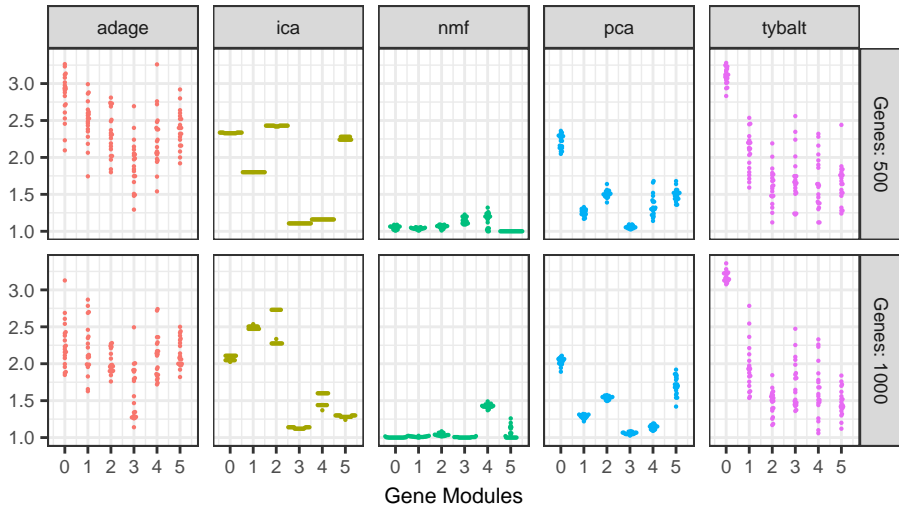 adage ica nmf pca tybalt
3.0
2.5
2.0
1.5
1.0
Genes: 500
3.0
2.5
2.0
1.5
1.0
Genes: 1000
0 1 2 3 4 5 0 1 2 3 4 5 0 1 2 3 4 5 0 1 2 3 4 5 0 1 2 3 4 5
Gene Modules